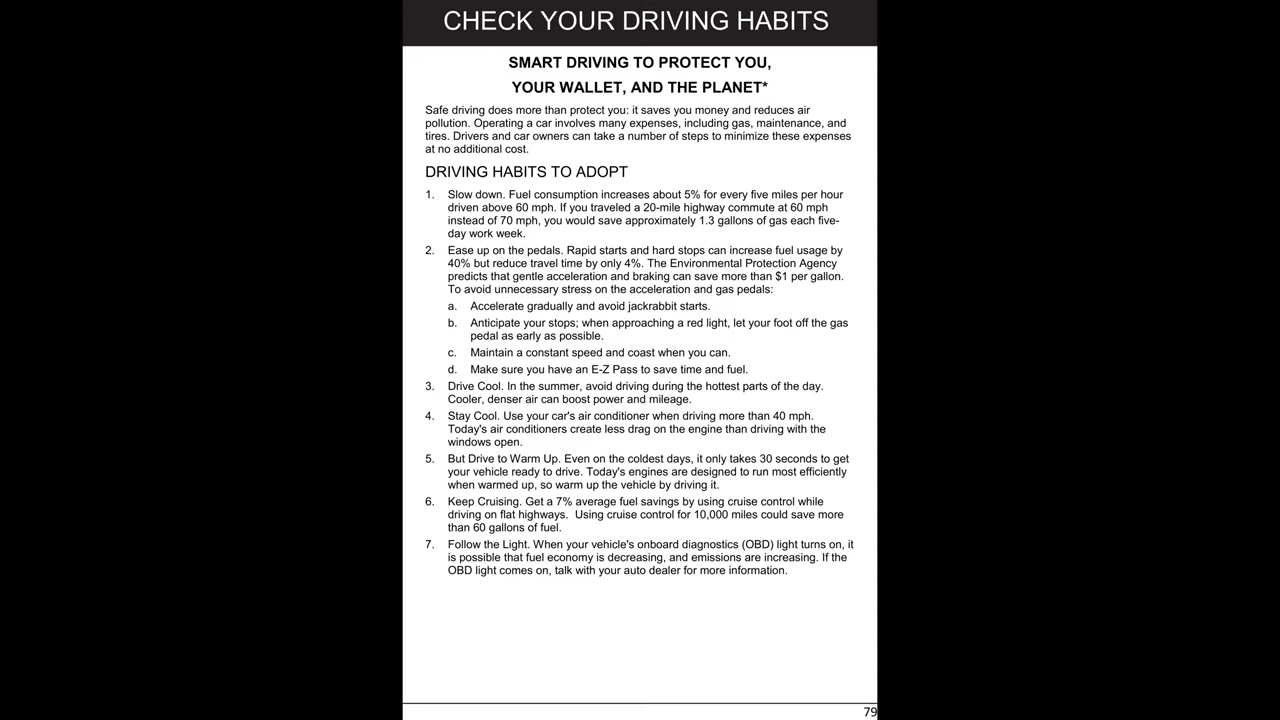 CHECK YOUR DRIVING HABITS
SMART DRIVING TO PROTECT YOU,
YOUR WALLET, AND THE PLANET*
Safe driving does more than protect you: it saves you money and reduces air
pollution. Operating a car involves many expenses, including gas, maintenance, and
tires. Drivers and car owners can take a number of steps to minimize these expenses
at no additional cost.
DRIVING HABITS TO ADOPT
1. Slow down. Fuel consumption increases about 5% for every five miles per hour
driven above 60 mph. If you traveled a 20-mile highway commute at 60 mph
instead of 70 mph, you would save approximately 1.3 gallons of gas each five-
day work week.
2. Ease up on the pedals. Rapid starts and hard stops can increase fuel usage by
40% but reduce travel time by only 4%. The Environmental Protection Agency
predicts that gentle acceleration and braking can save more than $1 per gallon.
To avoid unnecessary stress on the acceleration and gas pedals:
a. Accelerate gradually and avoid jackrabbit starts.
b. Anticipate your stops; when approaching a red light, let your foot off the gas
pedal as early as possible.
c. Maintain a constant speed and coast when you can.
d. Make sure you have an E-Z Pass to save time and fuel.
3. Drive Cool. In the summer, avoid driving during the hottest parts of the day.
Cooler, denser air can boost power and mileage.
4. Stay Cool. Use your car's air conditioner when driving more than 40 mph.
Today's air conditioners create less drag on the engine than driving with the
windows open.
5. But Drive to Warm Up. Even on the coldest days, it only takes 30 seconds to get
your vehicle ready to drive. Today's engines are designed to run most efficiently
when warmed up, so warm up the vehicle by driving it.
6. Keep Cruising. Get a 7% average fuel savings by using cruise control while
driving on flat highways. Using cruise control for 10,000 miles could save more
than 60 gallons of fuel.
7. Follow the Light. When your vehicle's onboard diagnostics (OBD) light turns on, it
is possible that fuel economy is decreasing, and emissions are increasing. If the
OBD light comes on, talk with your auto dealer for more information.
79